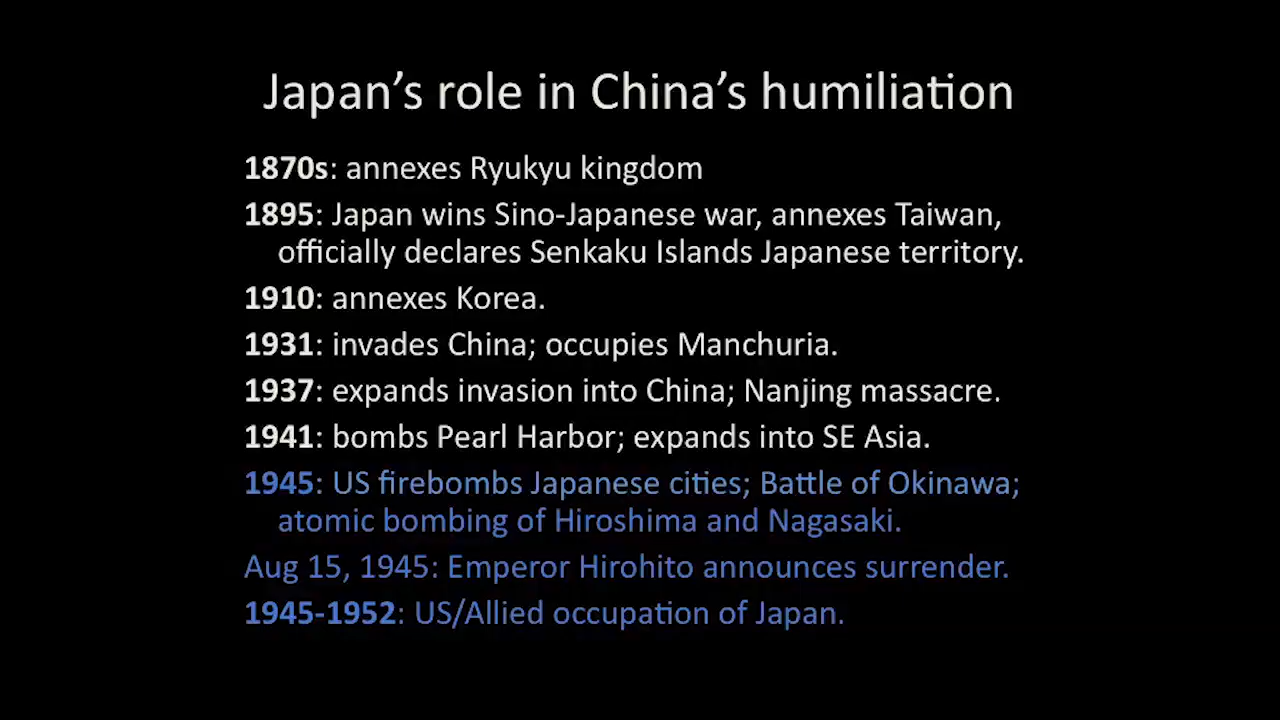 Japan’s role in China’s humiliation
1870s: annexes Ryukyu kingdom
1895: Japan wins Sino-Japanese war, annexes Taiwan,
officially declares Senkaku Islands Japanese territory.
1910: annexes Korea.
1931: invades China; occupies Manchuria.
1937: expands invasion into China; Nanjing massacre.
1941: bombs Pearl Harbor; expands into SE Asia.
1945: US firebombs Japanese cities; Battle of Okinawa;
atomic bombing of Hiroshima and Nagasaki.
Aug 15, 1945: Emperor Hirohito announces surrender.
1945-1952: US/Allied occupation of Japan.